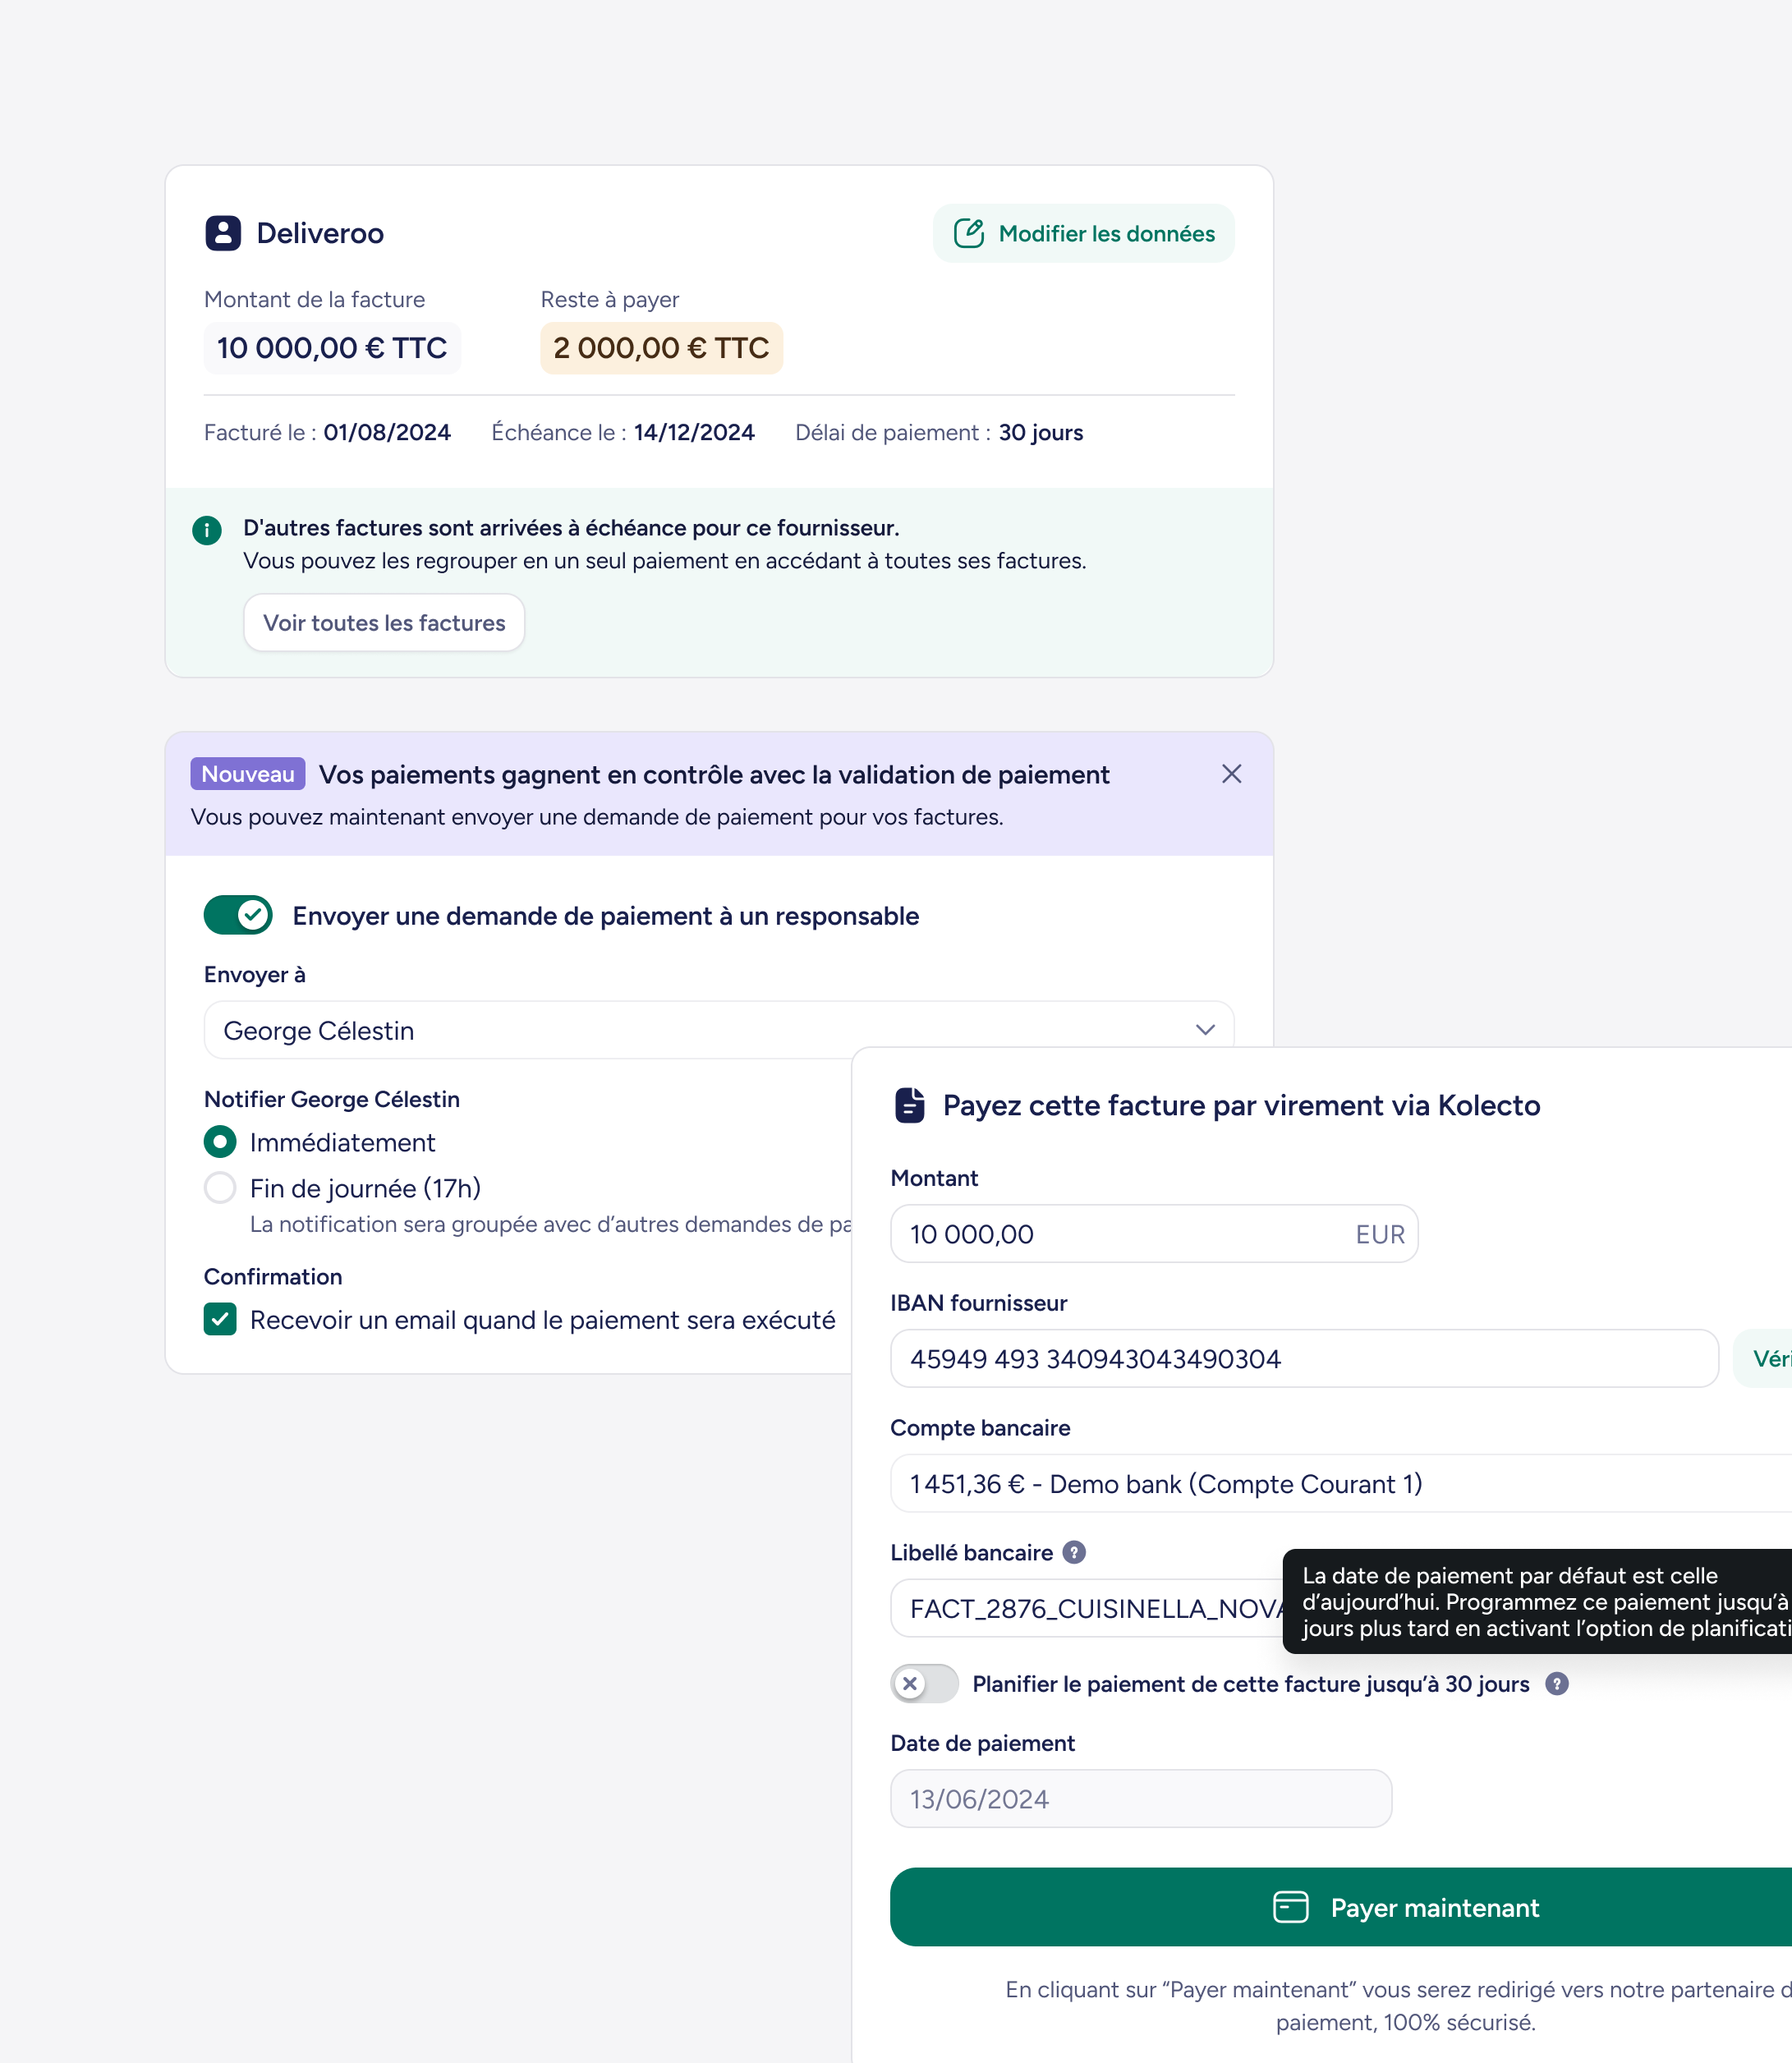 Deliveroo
Modifier les données
Montant de la facture
Reste à payer
10 000,00 € TTC
2 000,00 € TTC
Facturé le : 01/08/2024
Échéance le : 14/12/2024
Délai de paiement : 30 jours
D'autres factures sont arrivées à échéance pour ce fournisseur.
Vous pouvez les regrouper en un seul paiement en accédant à toutes ses factures.
Voir toutes les factures
Nouveau
Vos paiements gagnent en contrôle avec la validation de paiement
Vous pouvez maintenant envoyer une demande de paiement pour vos factures.
Envoyer une demande de paiement à un responsable
Envoyer à
George Célestin
Notifier George Célestin
Immédiatement
Fin de journée (17h)
La notification sera groupée avec d’autres demandes de
Confirmation
Recevoir un email quand le paiement sera exécuté
Payez cette facture par virement via Kolecto
Montant
10 000,00
EUR
IBAN fournisseur
45949 493 340943043490304
Compte bancaire
1 451,36 € - Demo bank (Compte Courant 1)
Libellé bancaire
FACT_2876_CUISINELLA_NOVA
La date de paiement par défaut est celle
d’aujourd’hui. Programmez ce paiement jusqu’à
jours plus tard en activant l’option de
Planifier le paiement de cette facture jusqu’à 30 jours
Date de paiement
13/06/2024
Payer maintenant
En cliquant sur “Payer maintenant” vous serez redirigé vers notre partenaire
paiement, 100% sécurisé.